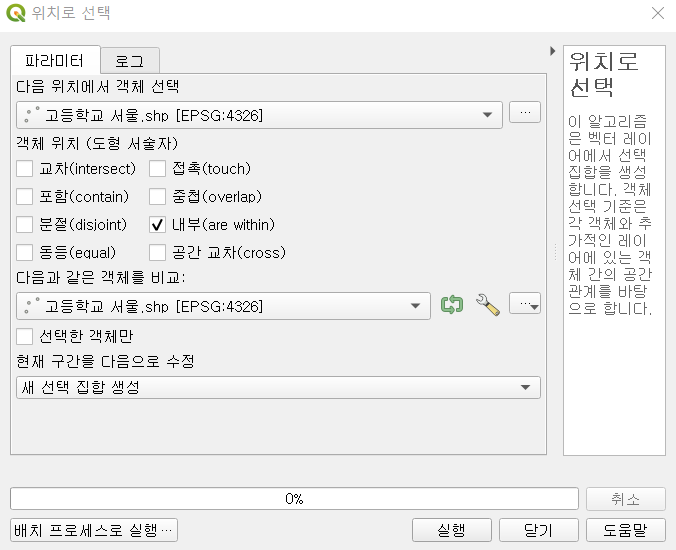 위치로 선택
파라미터
로그
다음 위치에서 객체 선택
고등학교 서울.shp [EPSG:4326]
...
객체 위치 (도형 서술자)
교차(intersect)
접촉(touch)
포함(contain)
중첩(overlap)
분절(disjoint)
내부(are within)
동등(equal)
공간 교차(cross)
다음과 같은 객체를 비교:
고등학교 서울.shp [EPSG:4326]
...
선택한 객체만
현재 구간을 다음으로 수정
새 선택 집합 생성
위치로
선택
이 알고리즘
은 벡터 레이
어에서 선택
집합을 생성
합니다. 객체
선택 기준은
각 객체와 추
가적인 레이
어에 있는 객
체 간의 공간
관계를 바탕
으로 합니다.
0%
취소
배치 프로세스로 실행...
실행
닫기
도움말